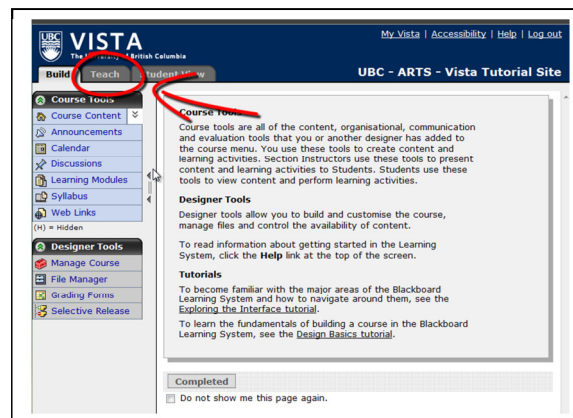 UBC
VISTA
The University of British Columbia
My Vista | Accessibility | Help | Log out
Build Teach Student View
UBC - ARTS - Vista Tutorial Site
Course Tools
Course Content
Announcements
Calendar
Discussions
Learning Modules
Syllabus
Web Links
(H) = Hidden
Designer Tools
Manage Course
File Manager
Grading Forms
Selective Release
Course Tools
Course tools are all of the content, organisational, communication
and evaluation tools that you or another designer has added to
the course menu. You use these tools to create content and
learning activities. Section Instructors use these tools to present
content and learning activities to Students. Students use these
tools to view content and perform learning activities.
Designer Tools
Designer tools allow you to build and customise the course,
manage files and control the availability of content.
To read information about getting started in the Learning
System, click the Help link at the top of the screen.
Tutorials
To become familiar with the major areas of the Blackboard
Learning System and how to navigate around them, see the
Exploring the Interface tutorial.
To learn the fundamentals of building a course in the Blackboard
Learning System, see the Design Basics tutorial.
Completed
Do not show me this page again.